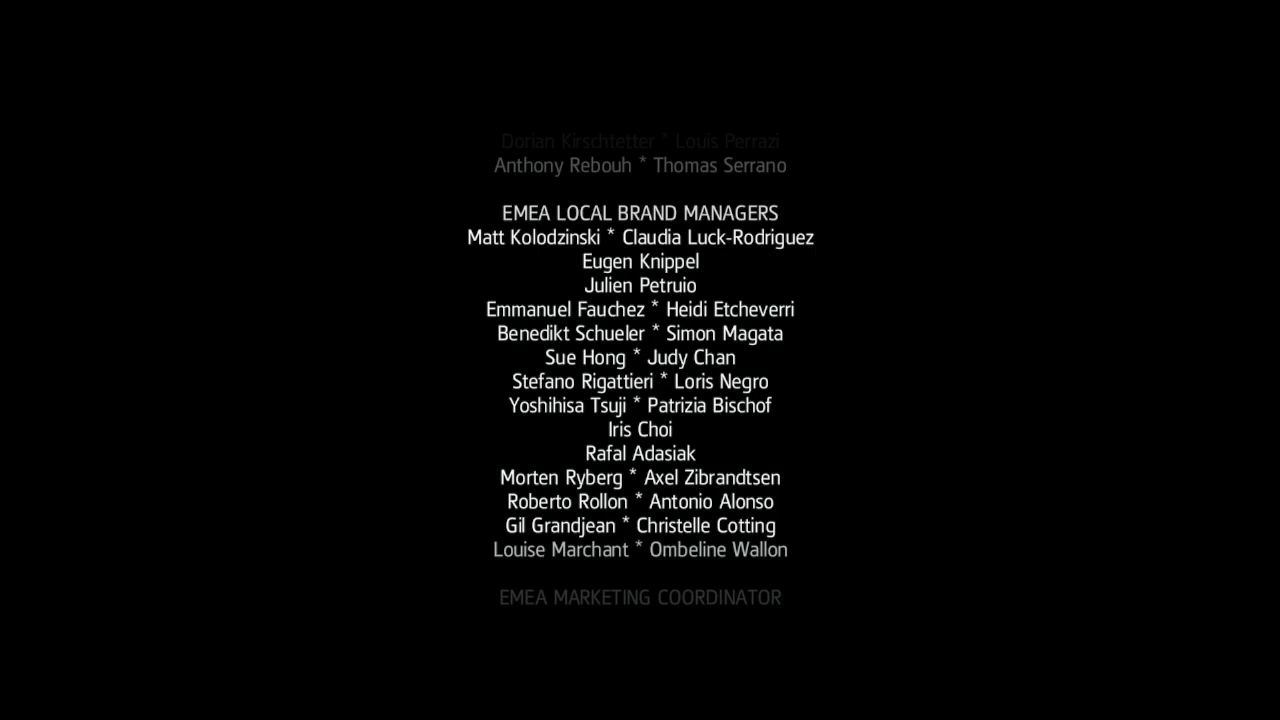 Dorian Kirschtetter * Louis Perrazi
Anthony Rebouh * Thomas Serrano
EMEA LOCAL BRAND MANAGERS
Matt Kolodzinski * Claudia Luck-Rodriguez
Eugen Knippel
Julien Petruio
Emmanuel Fauchez * Heidi Etcheverri
Benedikt Schueler * Simon Magata
Sue Hong * Judy Chan
Stefano Rigattieri * Loris Negro
Yoshihisa Tsuji * Patrizia Bischof
Iris Choi
Rafal Adasiak
Morten Ryberg * Axel Zibrandtsen
Roberto Rollon * Antonio Alonso
Gil Grandjean * Christelle Cotting
Louise Marchant * Ombeline Wallon
EMEA MARKETING COORDINATOR